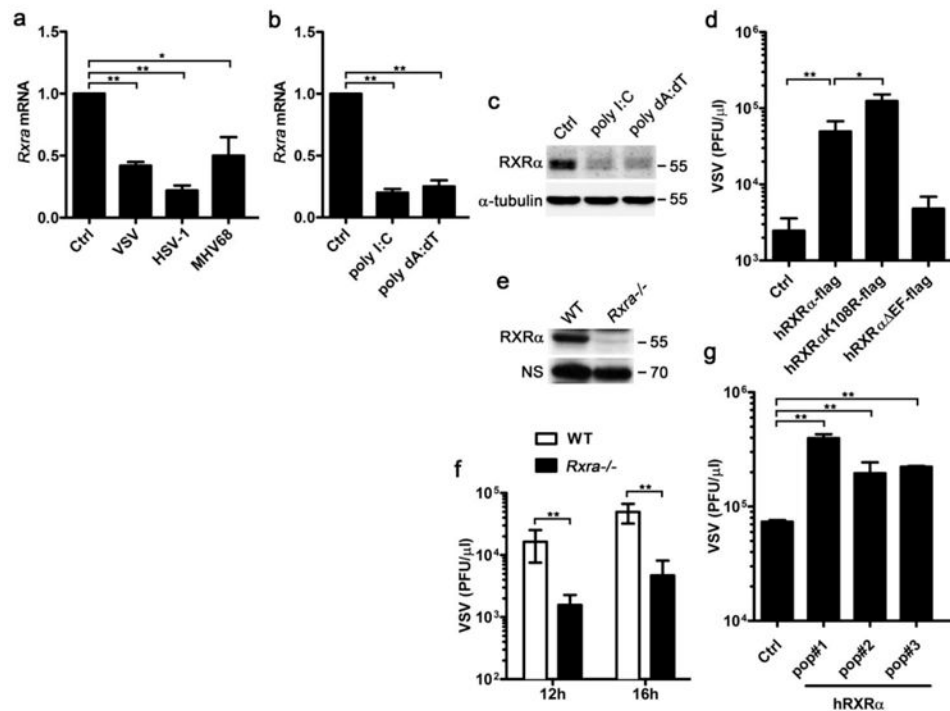 a
Rxra mRNA
1.5
1.0
0.5
0.0
*
**
**
Ctrl
VSV
HSV-1
MHV68
b
Rxra mRNA
1.5
1.0
0.5
0.0
**
**
Ctrl
poly I:C
poly dA:dT
c
Ctrl
poly I:C
poly dA:dT
RXRα
- 55
α-tubulin
- 55
d
VSV (PFU/µl)
10^6
10^5
10^4
10^3
**
*
Ctrl
hRXRα-flag
hRXRαK108R-flag
hRXRαΔEF-flag
e
WT
Rxra-/-
RXRα
- 55
NS
- 70
f
WT
Rxra-/-
VSV (PFU/µl)
10^5
10^4
10^3
10^2
**
**
12h
16h
g
VSV (PFU/µl)
10^6
10^5
10^4
**
**
**
Ctrl
pop#1
pop#2
pop#3
hRXRα